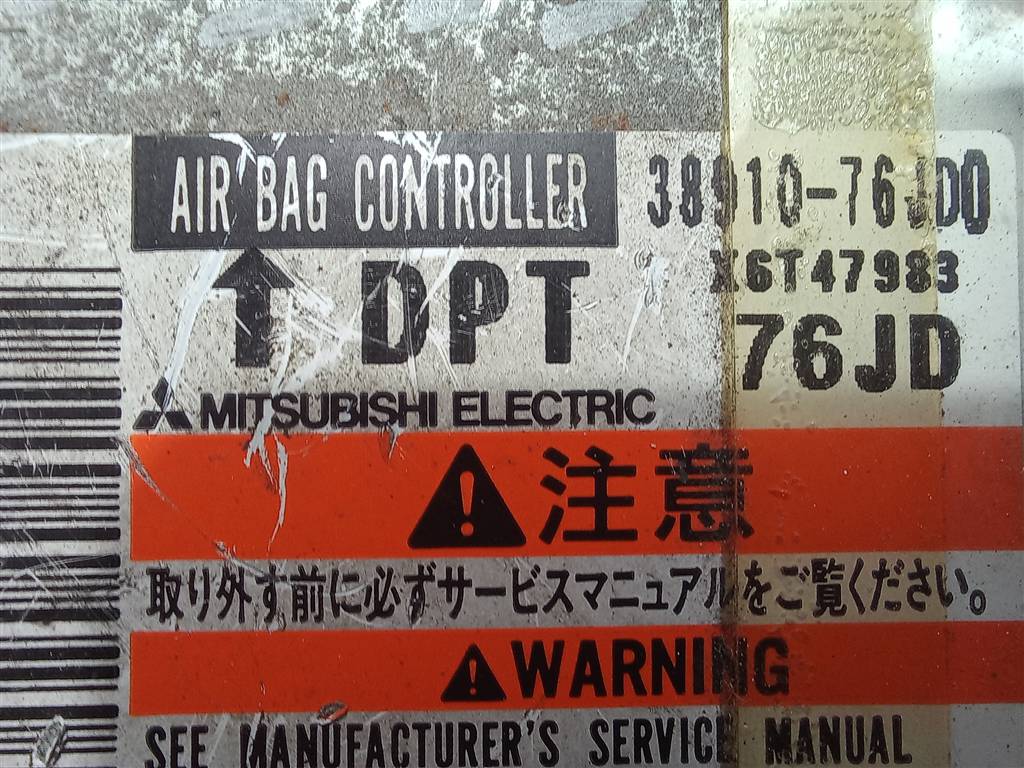 AIR BAG CONTROLLER 38910-76JD0
X6T47983
DPT 76JD
MITSUBISHI ELECTRIC
注意
取り外す前に必ずサービスマニュアルをご覧ください。
WARNING
SEE MANUFACTURER'S SERVICE MANUAL